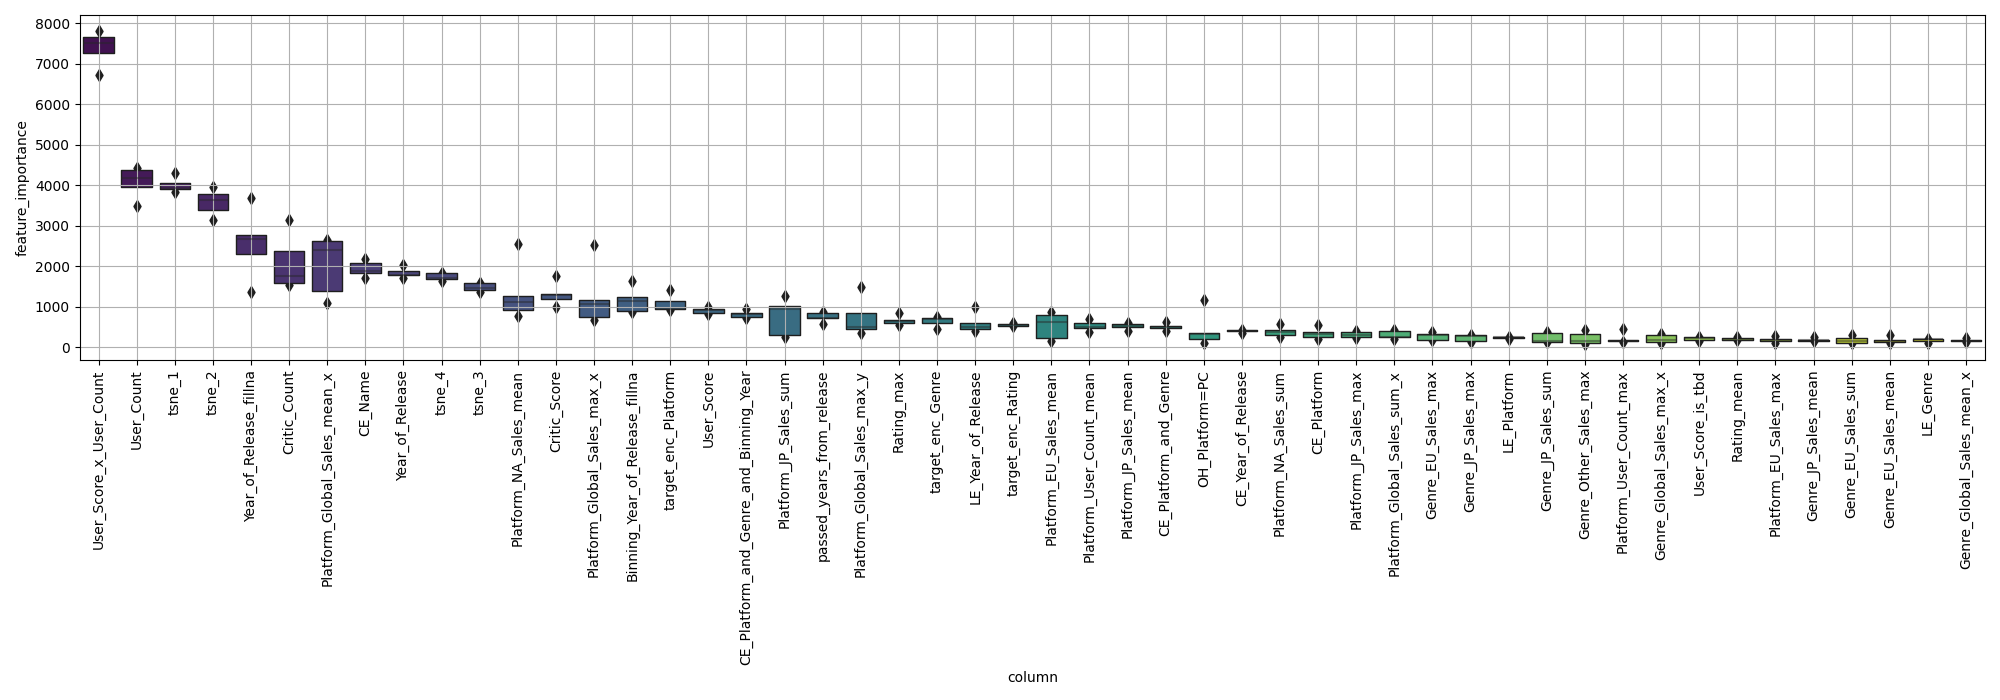 8000
7000
6000
5000
4000
3000
2000
1000
0
feature_importance
User_Score_x_User_Count
User_Count
tsne_1
tsne_2
Year_of_Release_fillna
Critic_Count
Platform_Global_Sales_mean_x
CE_Name
Year_of_Release
tsne_4
tsne_3
Platform_NA_Sales_mean
Critic_Score
Platform_Global_Sales_max_x
Binning_Year_of_Release_fillna
target_enc_Platform
User_Score
CE_Platform_and_Genre_and_Binning_Year
Platform_JP_Sales_sum
passed_years_from_release
Platform_Global_Sales_max_y
Rating_max
target_enc_Genre
LE_Year_of_Release
target_enc_Rating
Platform_EU_Sales_mean
Platform_User_Count_mean
Platform_JP_Sales_mean
CE_Platform_and_Genre
OH_Platform=PC
CE_Year_of_Release
Platform_NA_Sales_sum
CE_Platform
Platform_JP_Sales_max
Platform_Global_Sales_sum_x
Genre_EU_Sales_max
Genre_JP_Sales_max
LE_Platform
Genre_JP_Sales_sum
Genre_Other_Sales_max
Platform_User_Count_max
Genre_Global_Sales_max_x
User_Score_is_tbd
Rating_mean
Platform_EU_Sales_max
Genre_JP_Sales_mean
Genre_EU_Sales_sum
Genre_EU_Sales_mean
LE_Genre
Genre_Global_Sales_mean_x
column